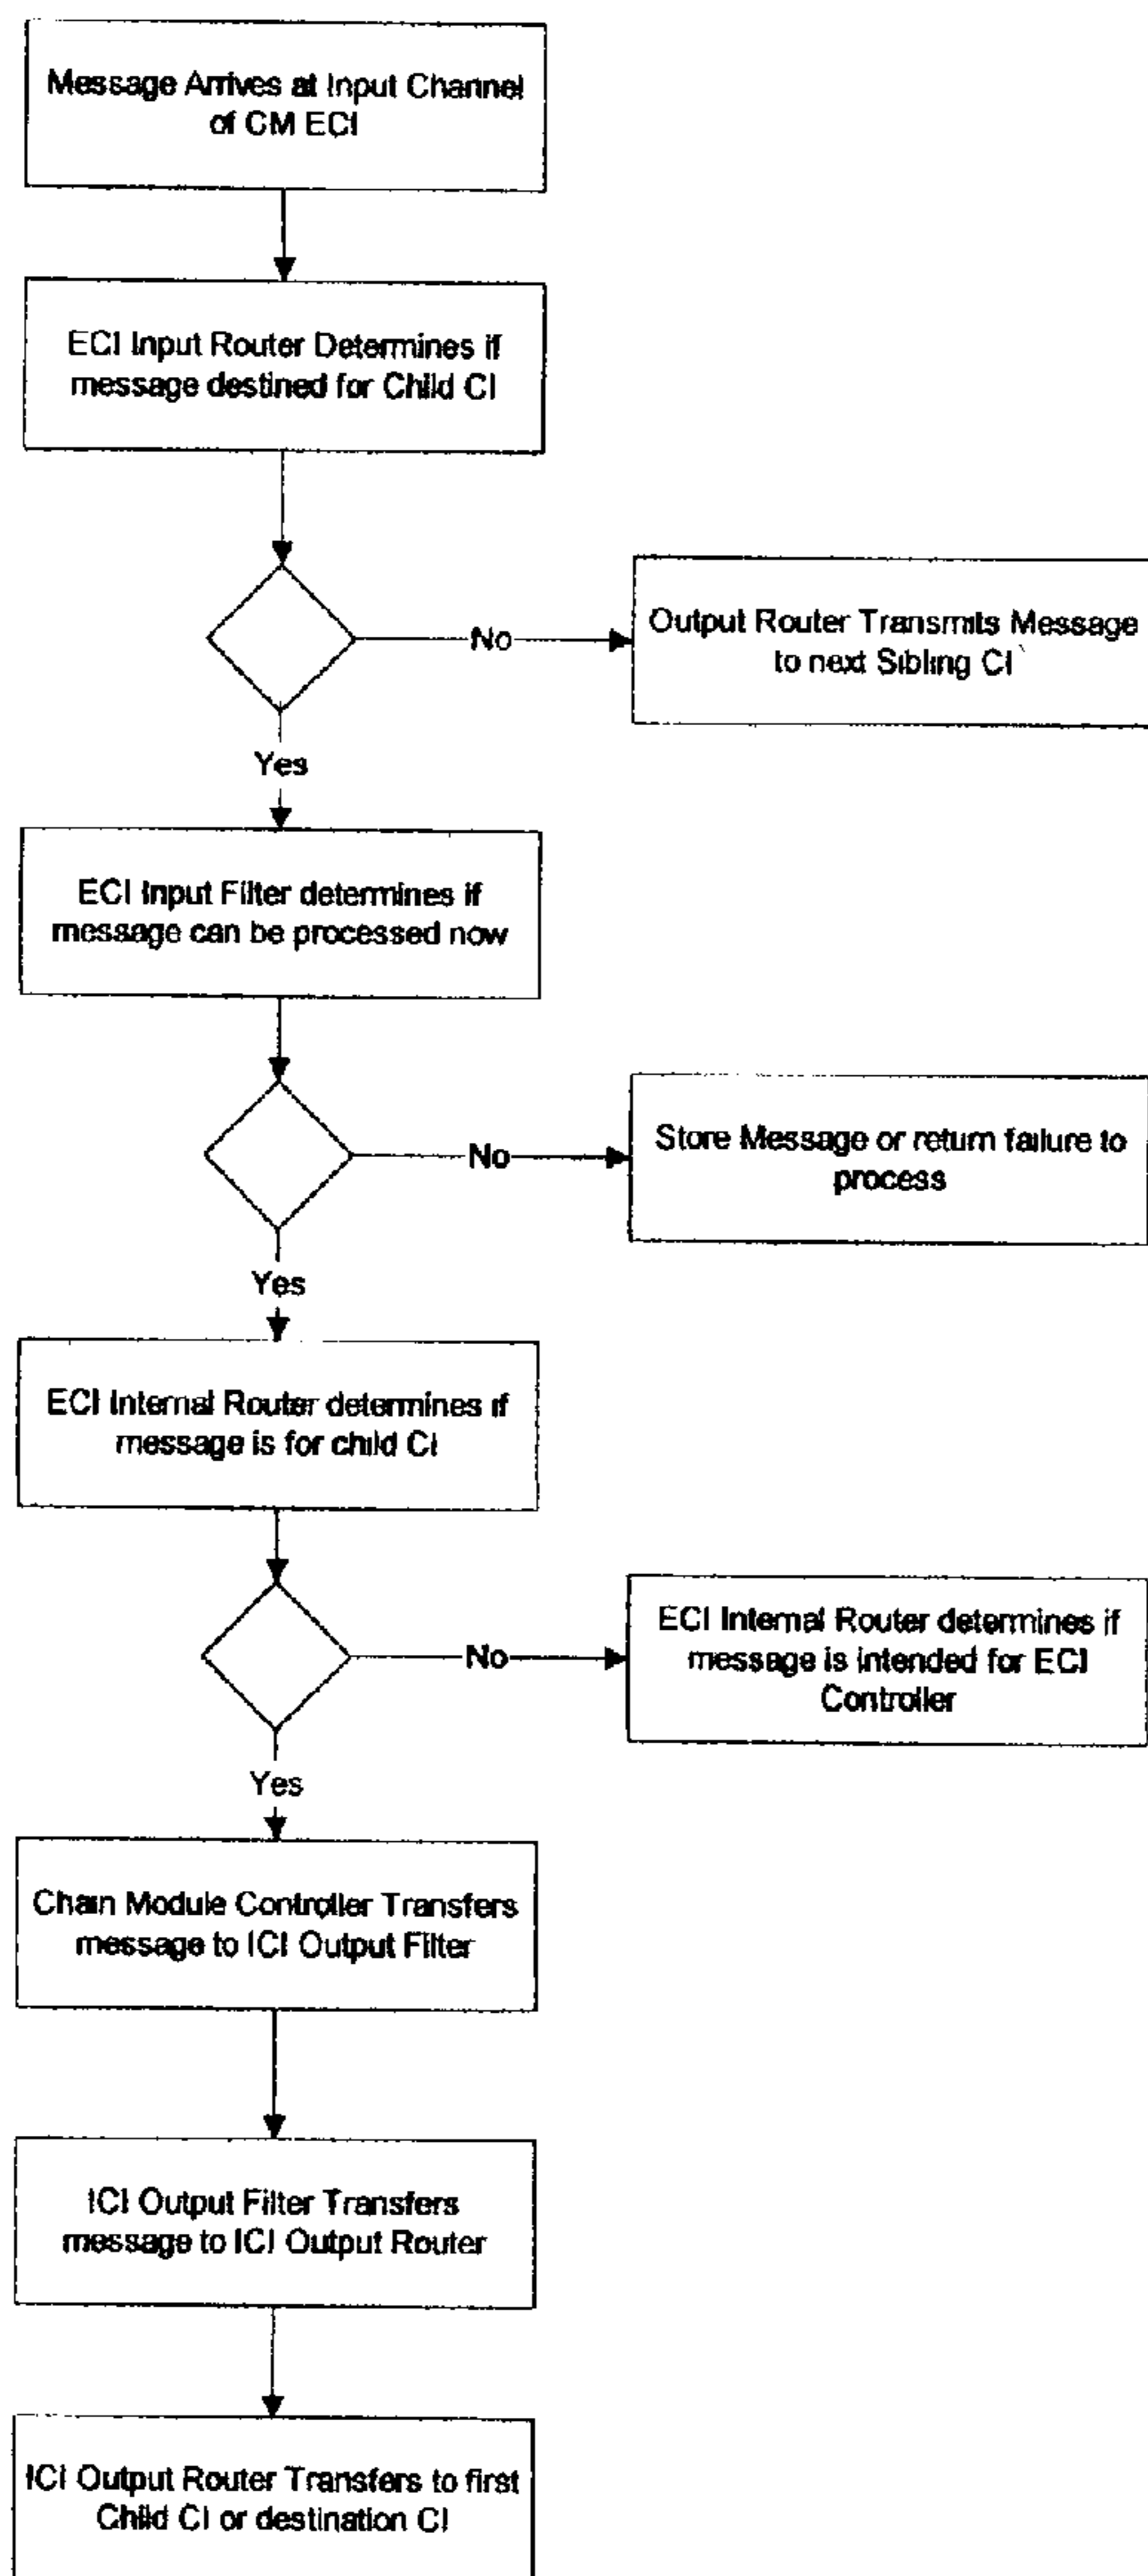 Message Arrives at Input Channel
of CM ECI
ECI Input Router Determines if
message destined for Child CI
No
Output Router Transmits Message
to next Sibling CI
Yes
ECI Input Filter determines if
message can be processed now
No
Store Message or return failure to
process
Yes
ECI Internal Router determines if
message is for child CI
No
ECI Internal Router determines if
message is intended for ECI
Controller
Yes
Chain Module Controller Transfers
message to ICI Output Filter
ICI Output Filter Transfers
message to ICI Output Router
ICI Output Router Transfers to first
Child CI or destination CI